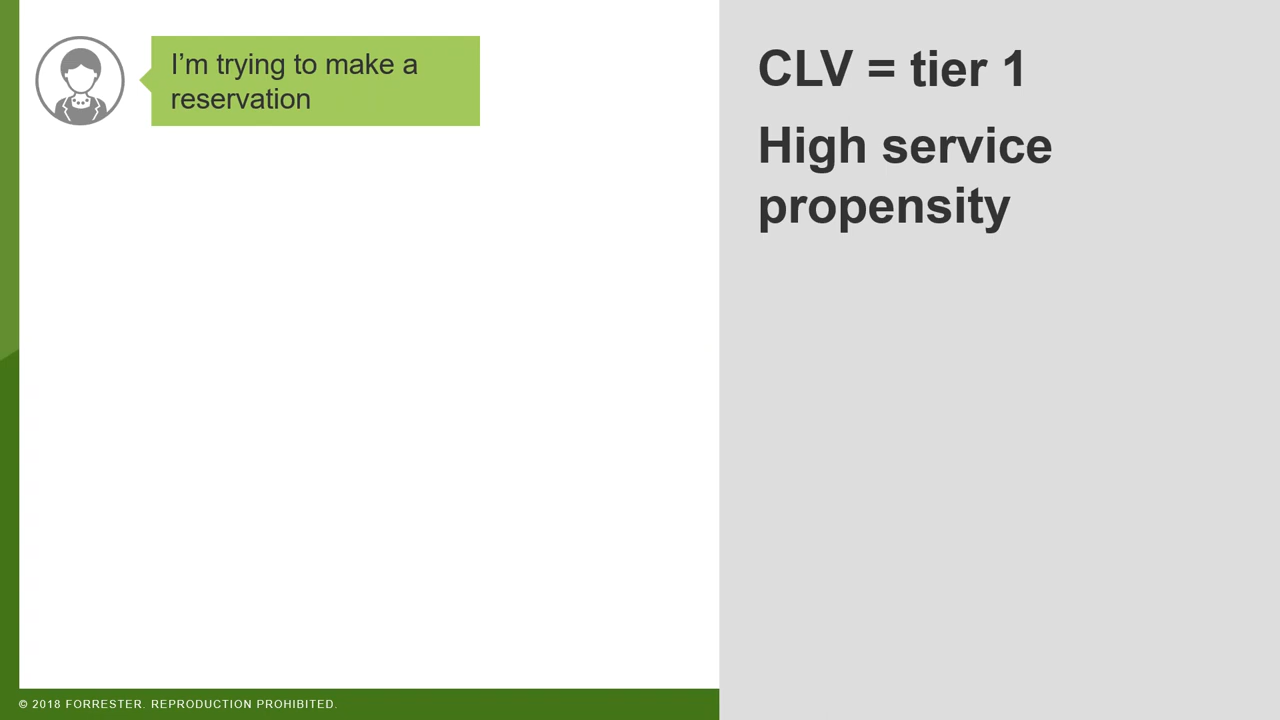 I’m trying to make a
reservation
CLV = tier 1
High service
propensity
© 2018 FORRESTER. REPRODUCTION PROHIBITED.